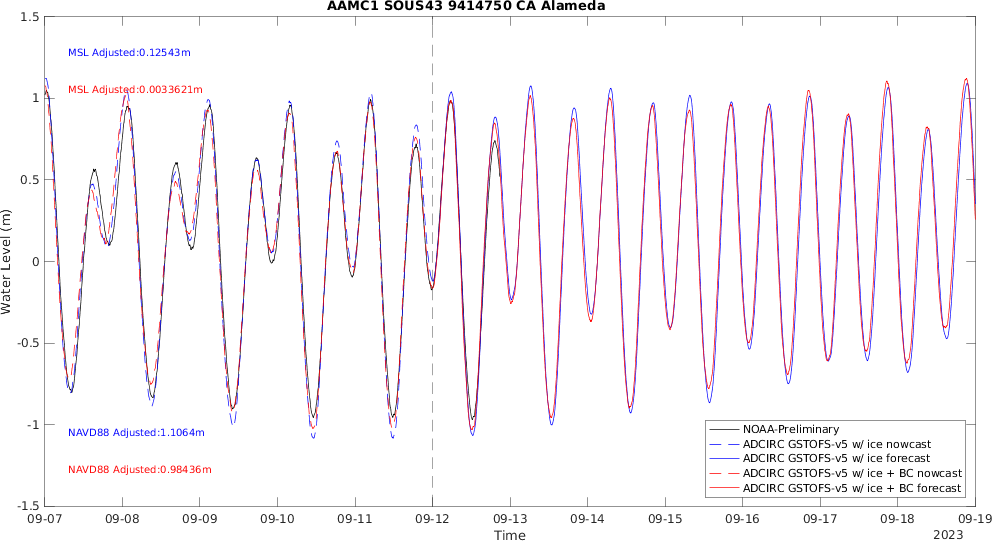 AAMC1 SOUS43 9414750 CA Alameda
1.5
1
0.5
0
-0.5
-1
-1.5
Water Level (m)
MSL Adjusted:0.12543m
MSL Adjusted:0.0033621m
NAVD88 Adjusted:1.1064m
NAVD88 Adjusted:0.98436m
NOAA-Preliminary
ADCIRC GSTOFS-v5 w/ ice nowcast
ADCIRC GSTOFS-v5 w/ ice forecast
ADCIRC GSTOFS-v5 w/ ice + BC nowcast
ADCIRC GSTOFS-v5 w/ ice + BC forecast
09-07 09-08 09-09 09-10 09-11 09-12 09-13 09-14 09-15 09-16 09-17 09-18 09-19
Time
2023